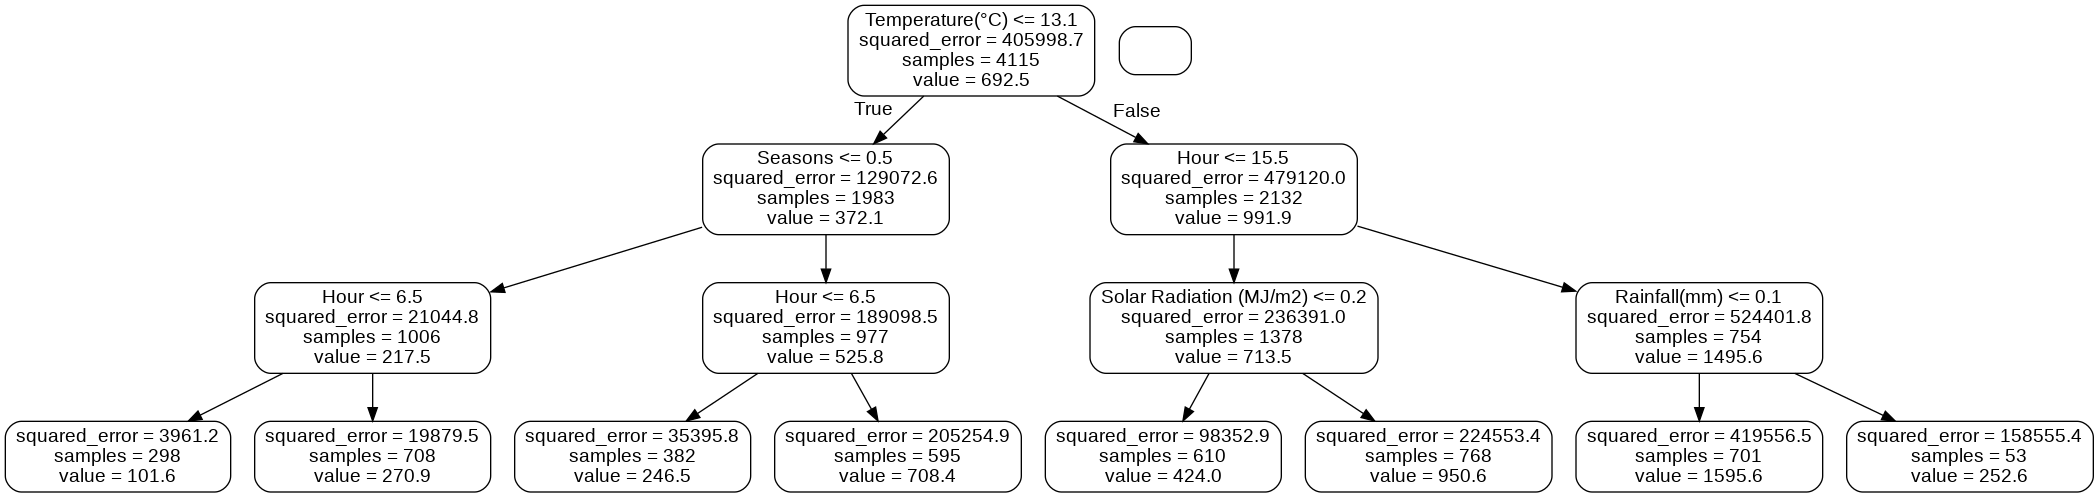 Temperature(°C) <= 13.1
squared_error = 405998.7
samples = 4115
value = 692.5
True
False
Seasons <= 0.5
squared_error = 129072.6
samples = 1983
value = 372.1
Hour <= 15.5
squared_error = 479120.0
samples = 2132
value = 991.9
Hour <= 6.5
squared_error = 21044.8
samples = 1006
value = 217.5
Hour <= 6.5
squared_error = 189098.5
samples = 977
value = 525.8
Solar Radiation (MJ/m2) <= 0.2
squared_error = 236391.0
samples = 1378
value = 713.5
Rainfall(mm) <= 0.1
squared_error = 524401.8
samples = 754
value = 1495.6
squared_error = 3961.2
samples = 298
value = 101.6
squared_error = 19879.5
samples = 708
value = 270.9
squared_error = 35395.8
samples = 382
value = 246.5
squared_error = 205254.9
samples = 595
value = 708.4
squared_error = 98352.9
samples = 610
value = 424.0
squared_error = 224553.4
samples = 768
value = 950.6
squared_error = 419556.5
samples = 701
value = 1595.6
squared_error = 158555.4
samples = 53
value = 252.6